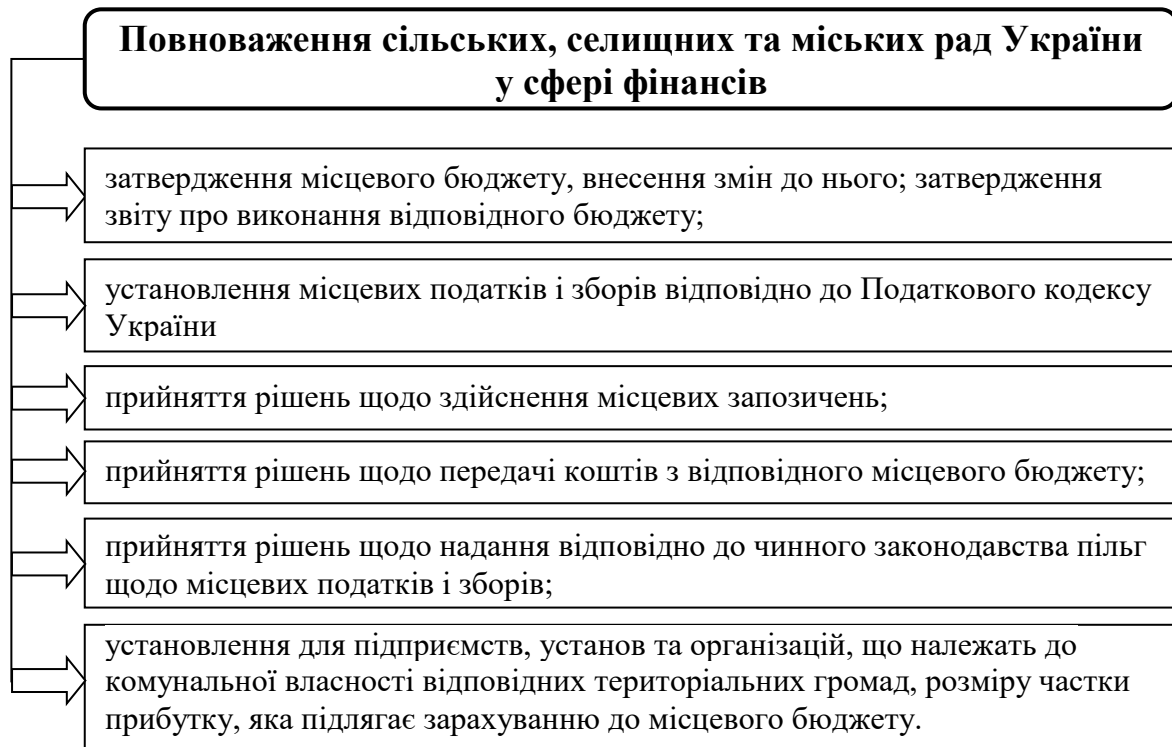 Повноваження сільських, селищних та міських рад України
у сфері фінансів
затвердження місцевого бюджету, внесення змін до нього; затвердження
звіту про виконання відповідного бюджету;
установлення місцевих податків і зборів відповідно до Податкового кодексу
України
прийняття рішень щодо здійснення місцевих запозичень;
прийняття рішень щодо передачі коштів з відповідного місцевого бюджету;
прийняття рішень щодо надання відповідно до чинного законодавства пільг
щодо місцевих податків і зборів;
установлення для підприємств, установ та організацій, що належать до
комунальної власності відповідних територіальних громад, розміру частки
прибутку, яка підлягає зарахуванню до місцевого бюджету.